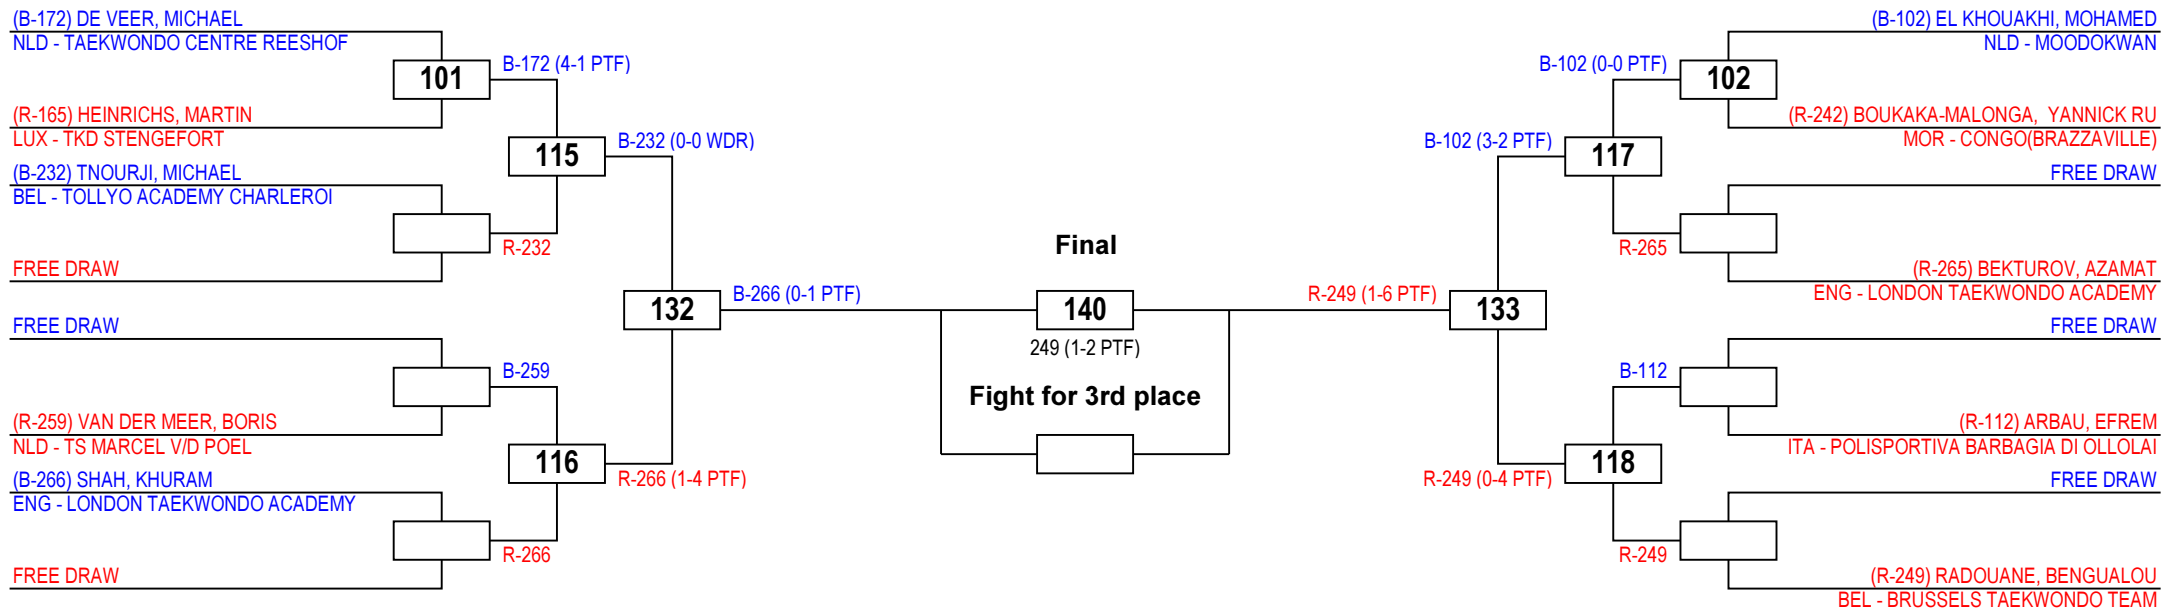 (B-172) DE VEER, MICHAEL
NLD - TAEKWONDO CENTRE REESHOF
101
B-172 (4-1 PTF)
(R-165) HEINRICHS, MARTIN
LUX - TKD STENGEFORT
115
B-232 (0-0 WDR)
(B-232) TNOURJI, MICHAEL
BEL - TOLLYO ACADEMY CHARLEROI
R-232
FREE DRAW
132
B-266 (0-1 PTF)
FREE DRAW
B-259
(R-259) VAN DER MEER, BORIS
NLD - TS MARCEL V/D POEL
116
R-266 (1-4 PTF)
(B-266) SHAH, KHURAM
ENG - LONDON TAEKWONDO ACADEMY
R-266
FREE DRAW
Final
140
249 (1-2 PTF)
Fight for 3rd place
(B-102) EL KHOUAKHI, MOHAMED
NLD - MOODOKWAN
B-102 (0-0 PTF)
102
(R-242) BOUKAKA-MALONGA, YANNICK RU
MOR - CONGO(BRAZZAVILLE)
B-102 (3-2 PTF)
117
FREE DRAW
R-265
(R-265) BEKTUROV, AZAMAT
ENG - LONDON TAEKWONDO ACADEMY
R-249 (1-6 PTF)
133
FREE DRAW
B-112
(R-112) ARBAU, EFREM
ITA - POLISPORTIVA BARBAGIA DI OLLOLAI
118
R-249 (0-4 PTF)
FREE DRAW
R-249
(R-249) RADOUANE, BENGUALOU
BEL - BRUSSELS TAEKWONDO TEAM